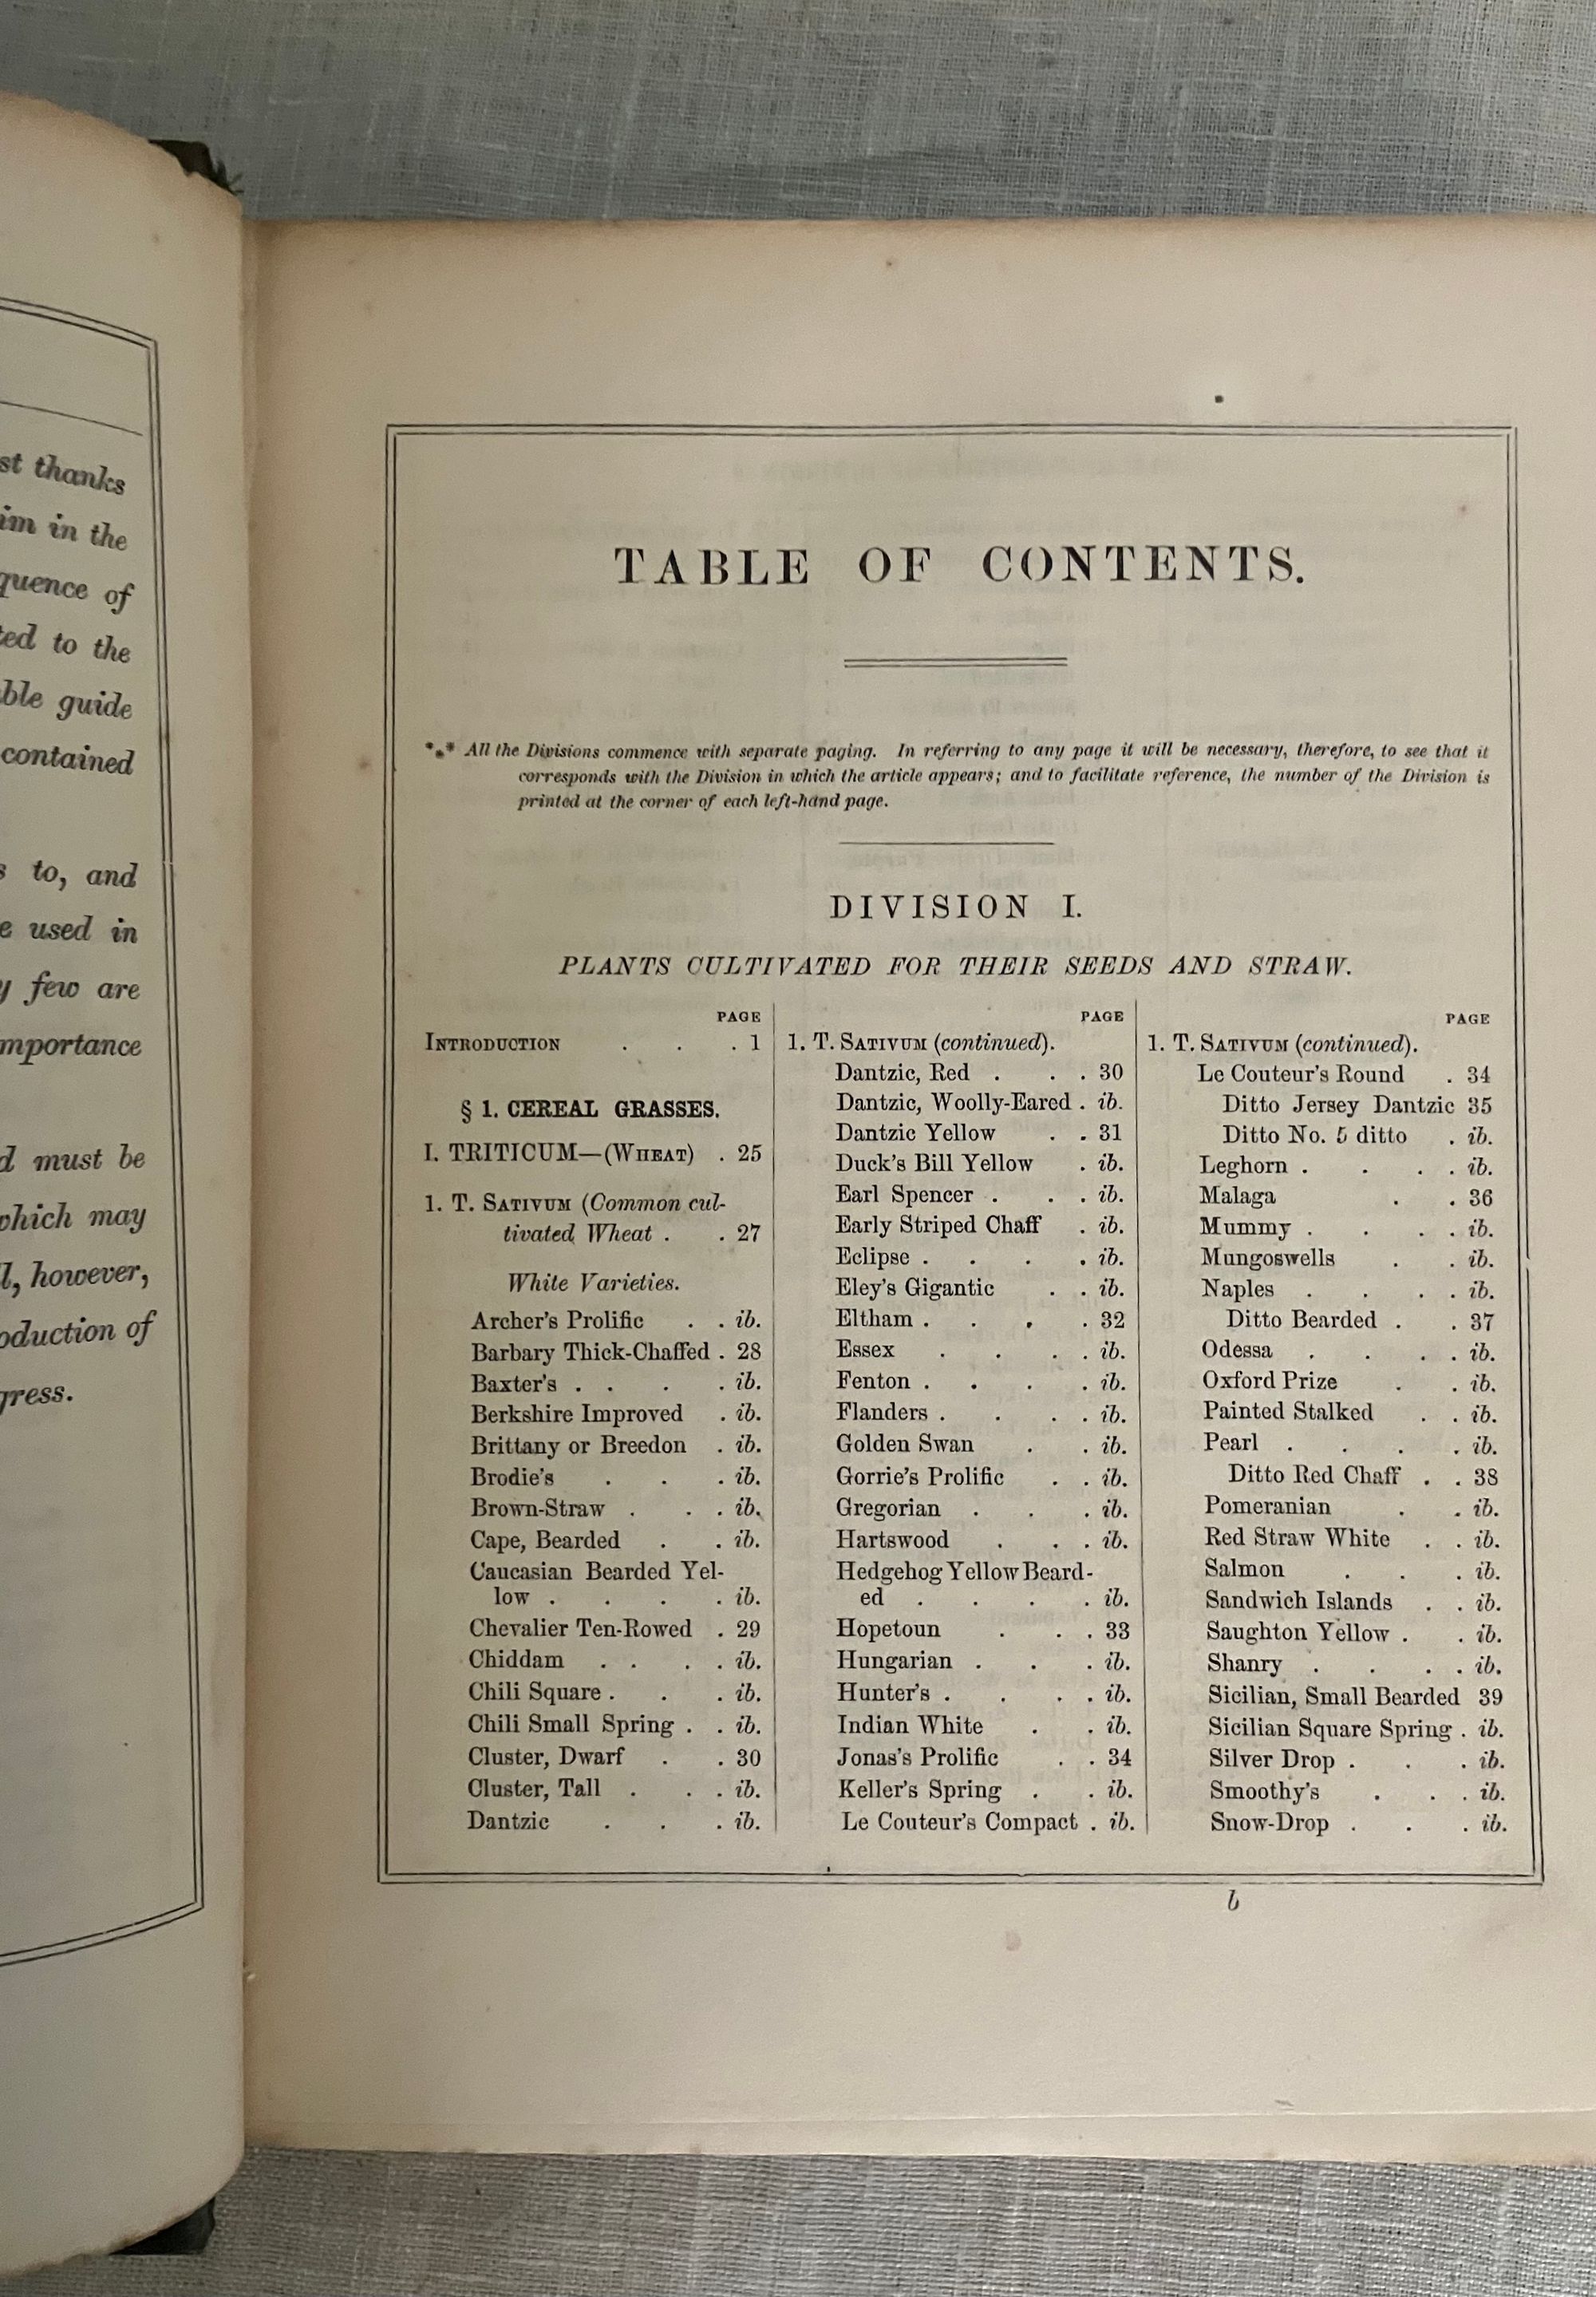 st thanks
im in the
quence of
ted to the
able guide
contained
s to, and
e used in
y few are
mportance
d must be
which may
l, however,
oduction of
gress.
TABLE OF CONTENTS.
*** All the Divisions commence with separate paging. In referring to any page it will be necessary, therefore, to see that it
corresponds with the Division in which the article appears; and to facilitate reference, the number of the Division is
printed at the corner of each left-hand page.
DIVISION I.
PLANTS CULTIVATED FOR THEIR SEEDS AND STRAW.
PAGE
INTRODUCTION . . . 1
§ 1. CEREAL GRASSES.
I. TRITICUM—(WHEAT) . 25
1. T. SATIVUM (Common cul-
tivated Wheat . . 27
White Varieties.
Archer's Prolific . . ib.
Barbary Thick-Chaffed . 28
Baxter's . . . . ib.
Berkshire Improved . ib.
Brittany or Breedon . ib.
Brodie's . . . ib.
Brown-Straw . . . ib.
Cape, Bearded . . ib.
Caucasian Bearded Yel-
low . . . . ib.
Chevalier Ten-Rowed . 29
Chiddam . . . . ib.
Chili Square . . . ib.
Chili Small Spring . . ib.
Cluster, Dwarf . . 30
Cluster, Tall . . . ib.
Dantzic . . . ib.
PAGE
1. T. SATIVUM (continued).
Dantzic, Red . . . 30
Dantzic, Woolly-Eared . ib.
Dantzic Yellow . . 31
Duck's Bill Yellow . ib.
Earl Spencer . . . ib.
Early Striped Chaff . ib.
Eclipse . . . . ib.
Eley's Gigantic . . ib.
Eltham . . . . 32
Essex . . . . ib.
Fenton . . . . ib.
Flanders . . . . ib.
Golden Swan . . ib.
Gorrie's Prolific . . ib.
Gregorian . . . ib.
Hartswood . . . ib.
Hedgehog Yellow Beard-
ed . . . . ib.
Hopetoun . . . 33
Hungarian . . . ib.
Hunter's . . . . ib.
Indian White . . ib.
Jonas's Prolific . . 34
Keller's Spring . . ib.
Le Couteur's Compact . ib.
PAGE
1. T. SATIVUM (continued).
Le Couteur's Round . 34
Ditto Jersey Dantzic 35
Ditto No. 5 ditto . ib.
Leghorn . . . . ib.
Malaga . . 36
Mummy . . . . ib.
Mungoswells . . ib.
Naples . . . . ib.
Ditto Bearded . . 37
Odessa . . . . ib.
Oxford Prize . . ib.
Painted Stalked . . ib.
Pearl . . . . ib.
Ditto Red Chaff . . 38
Pomeranian . . ib.
Red Straw White . . ib.
Salmon . . . ib.
Sandwich Islands . . ib.
Saughton Yellow . . ib.
Shanry . . . . ib.
Sicilian, Small Bearded 39
Sicilian Square Spring . ib.
Silver Drop . . . ib.
Smoothy's . . . ib.
Snow-Drop . . . ib.
b